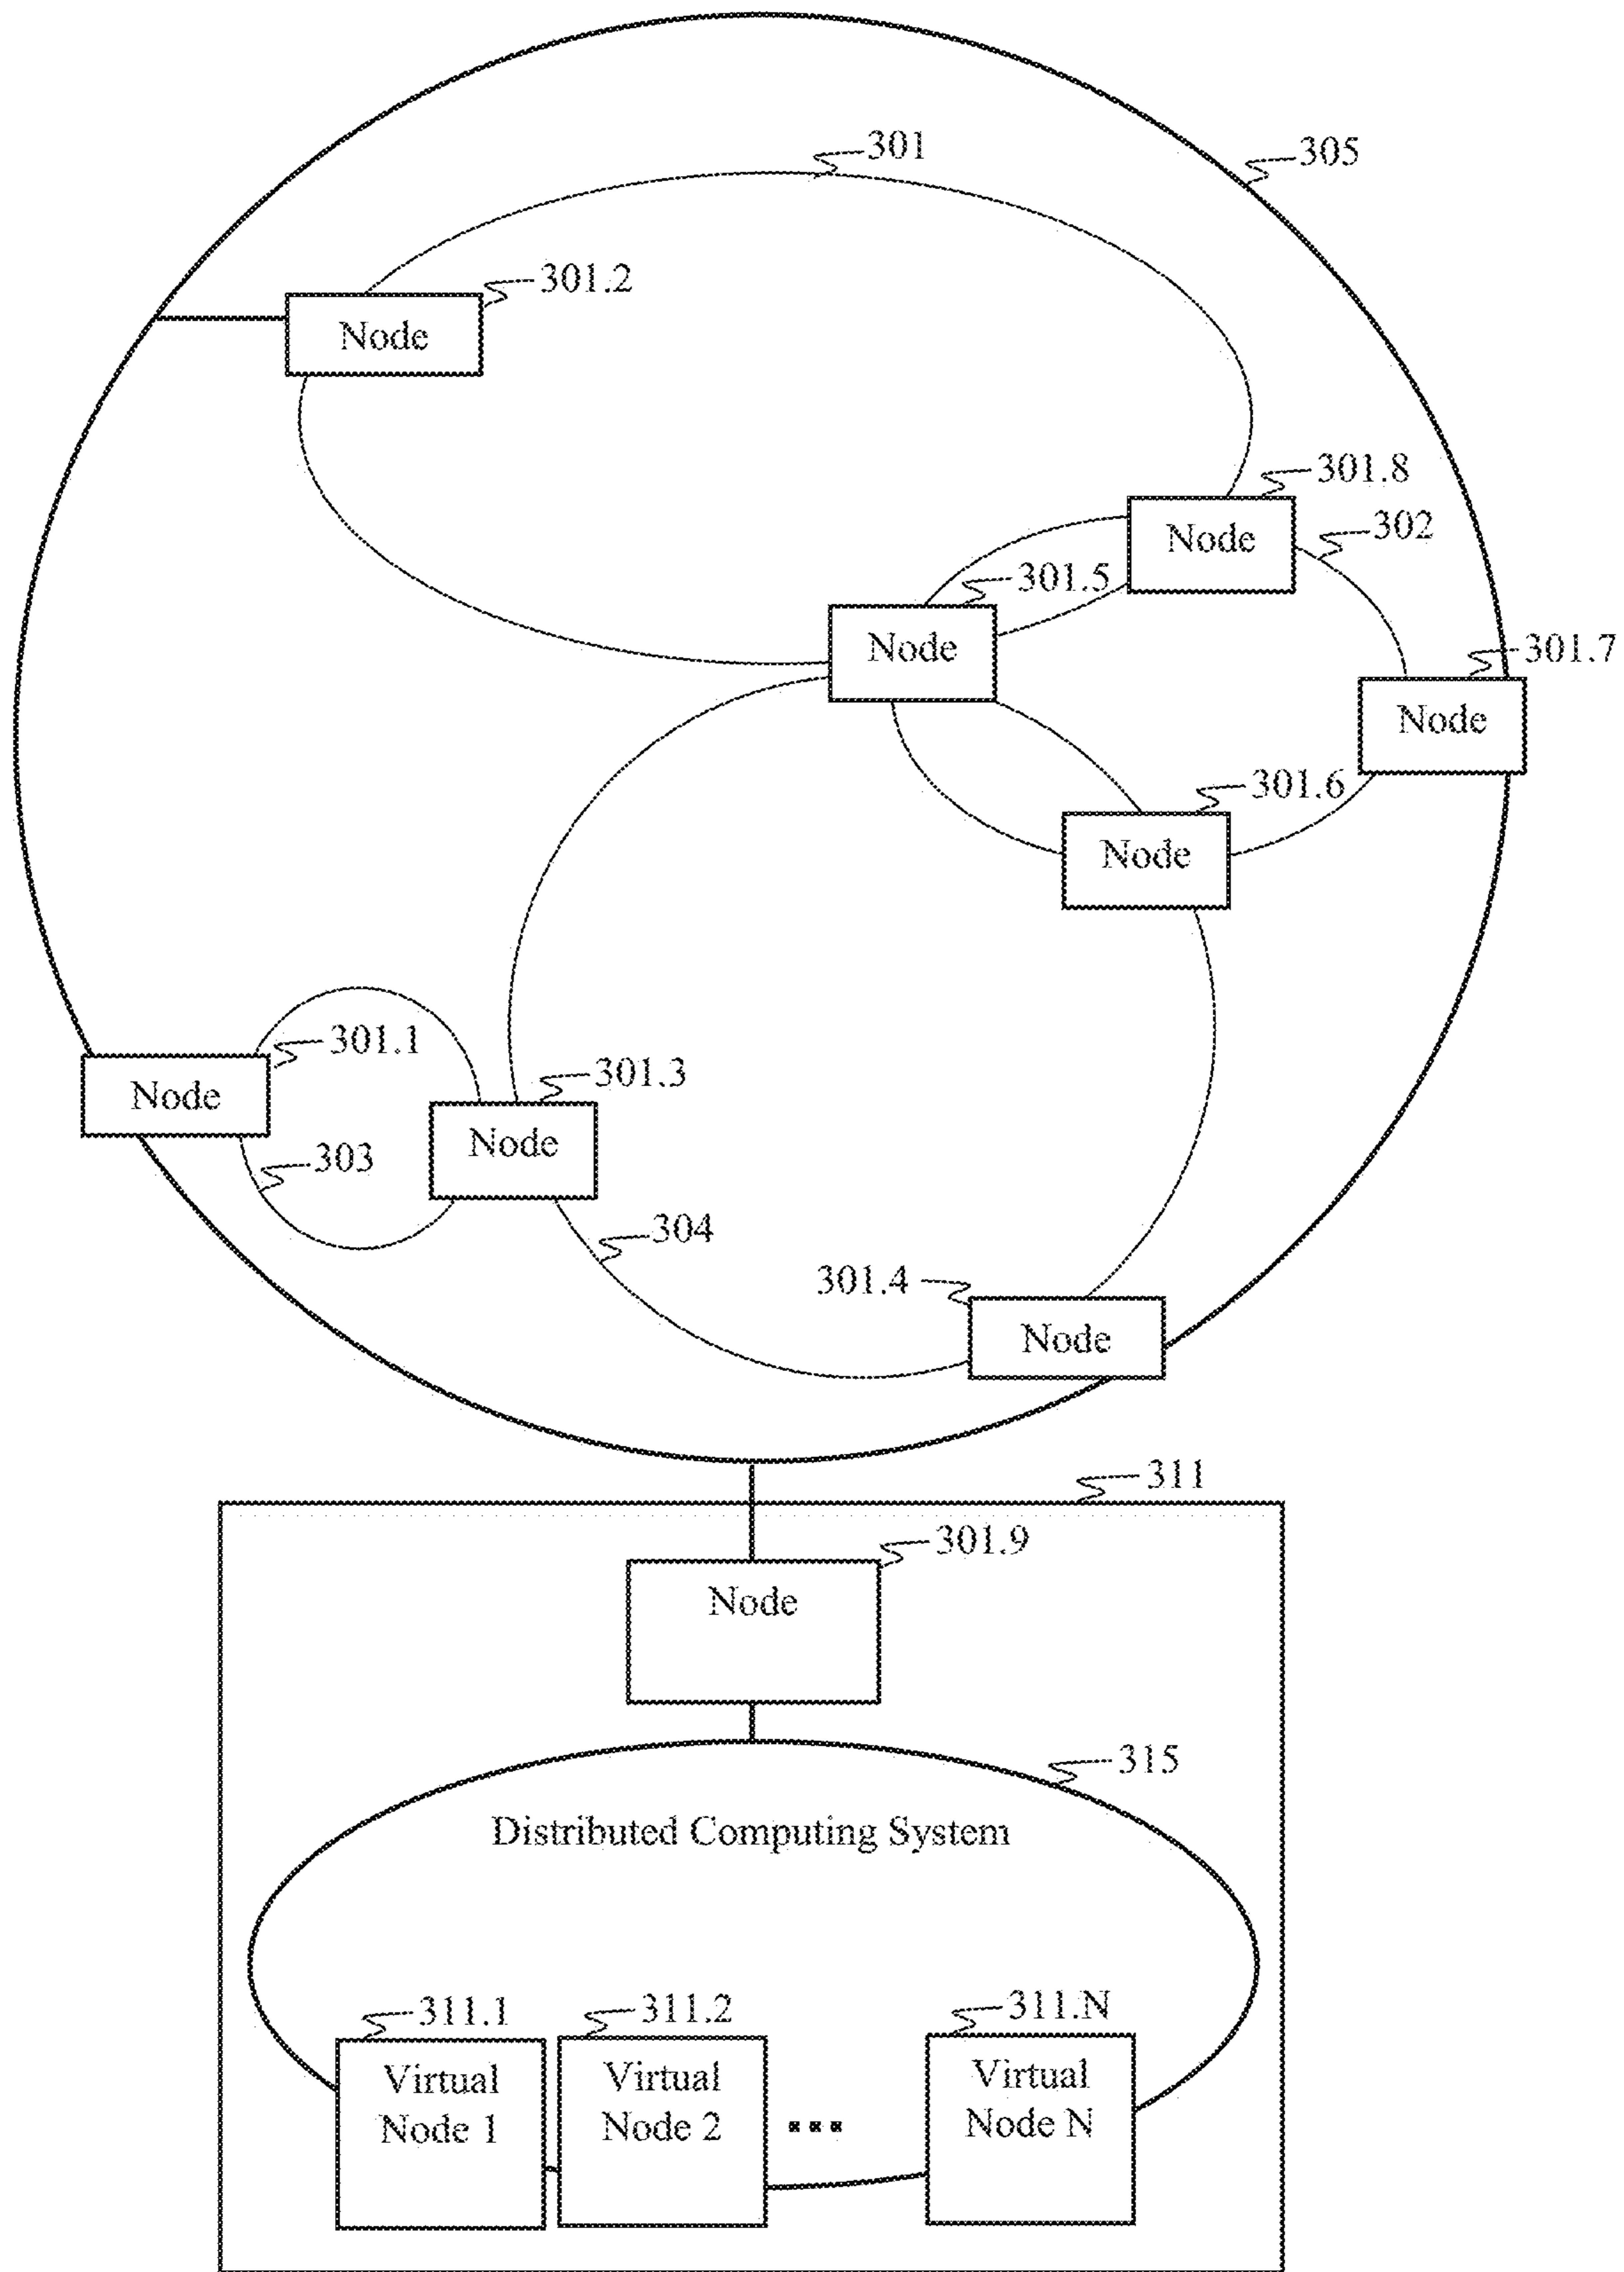 301
305
301.2
Node
301.8
302
Node
301.5
Node
301.7
Node
301.6
Node
301.1
Node
301.3
Node
303
304
301.4
Node
311
301.9
Node
315
Distributed Computing System
311.1
311.2
311.N
Virtual
Node 1
Virtual
Node 2
...
Virtual
Node N